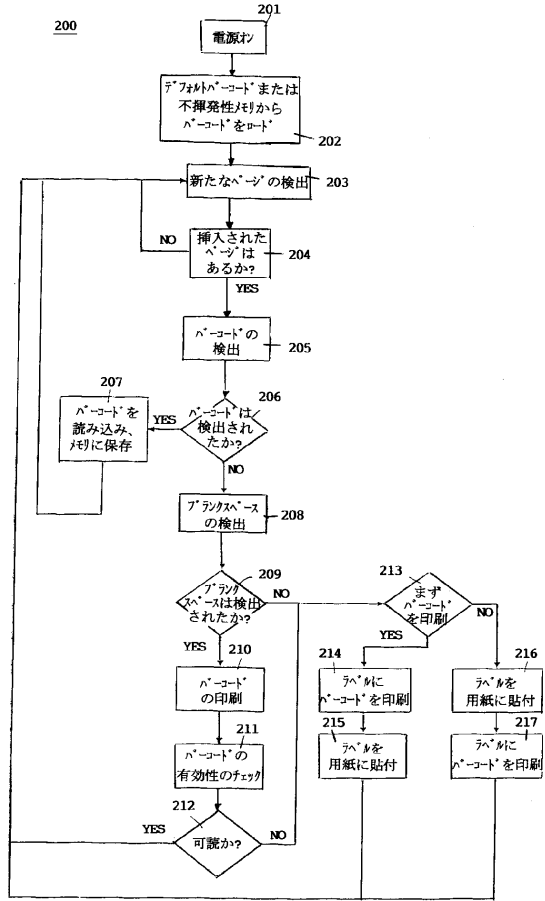 200
201
電源オン
デフォルトバーコードまたは
不揮発性メモリから
バーコードをロード
202
新たなページの検出
203
NO
挿入された
ページは
あるか?
204
YES
バーコードの
検出
205
207
バーコードを
読み込み、
メモリに保存
YES
バーコードは
検出され
たか?
206
NO
ブランクスペース
の検出
208
209
ブランク
スペースは検出
されたか?
NO
213
まず
バーコード
を印刷
NO
YES
YES
210
バーコード
の印刷
214
ラベルに
バーコードを印刷
216
ラベルを
用紙に貼付
211
バーコードの
有効性のチェック
215
ラベルを
用紙に貼付
217
ラベルに
バーコードを印刷
212
YES
可読か?
NO